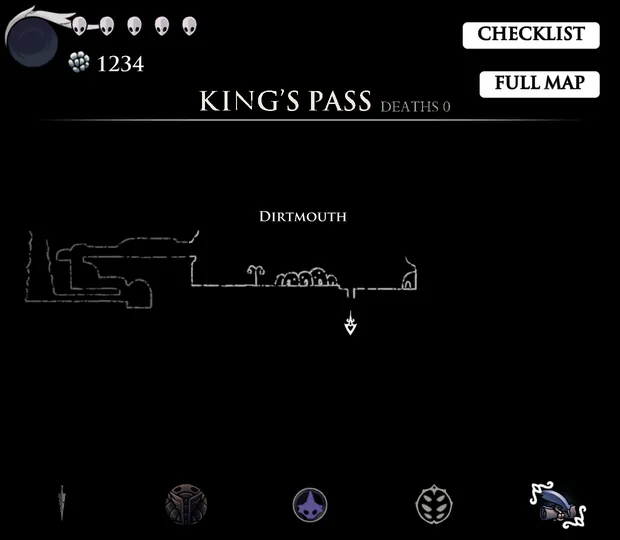 CHECKLIST
1234
FULL MAP
KING'S PASS DEATHS 0
DIRTMOUTH